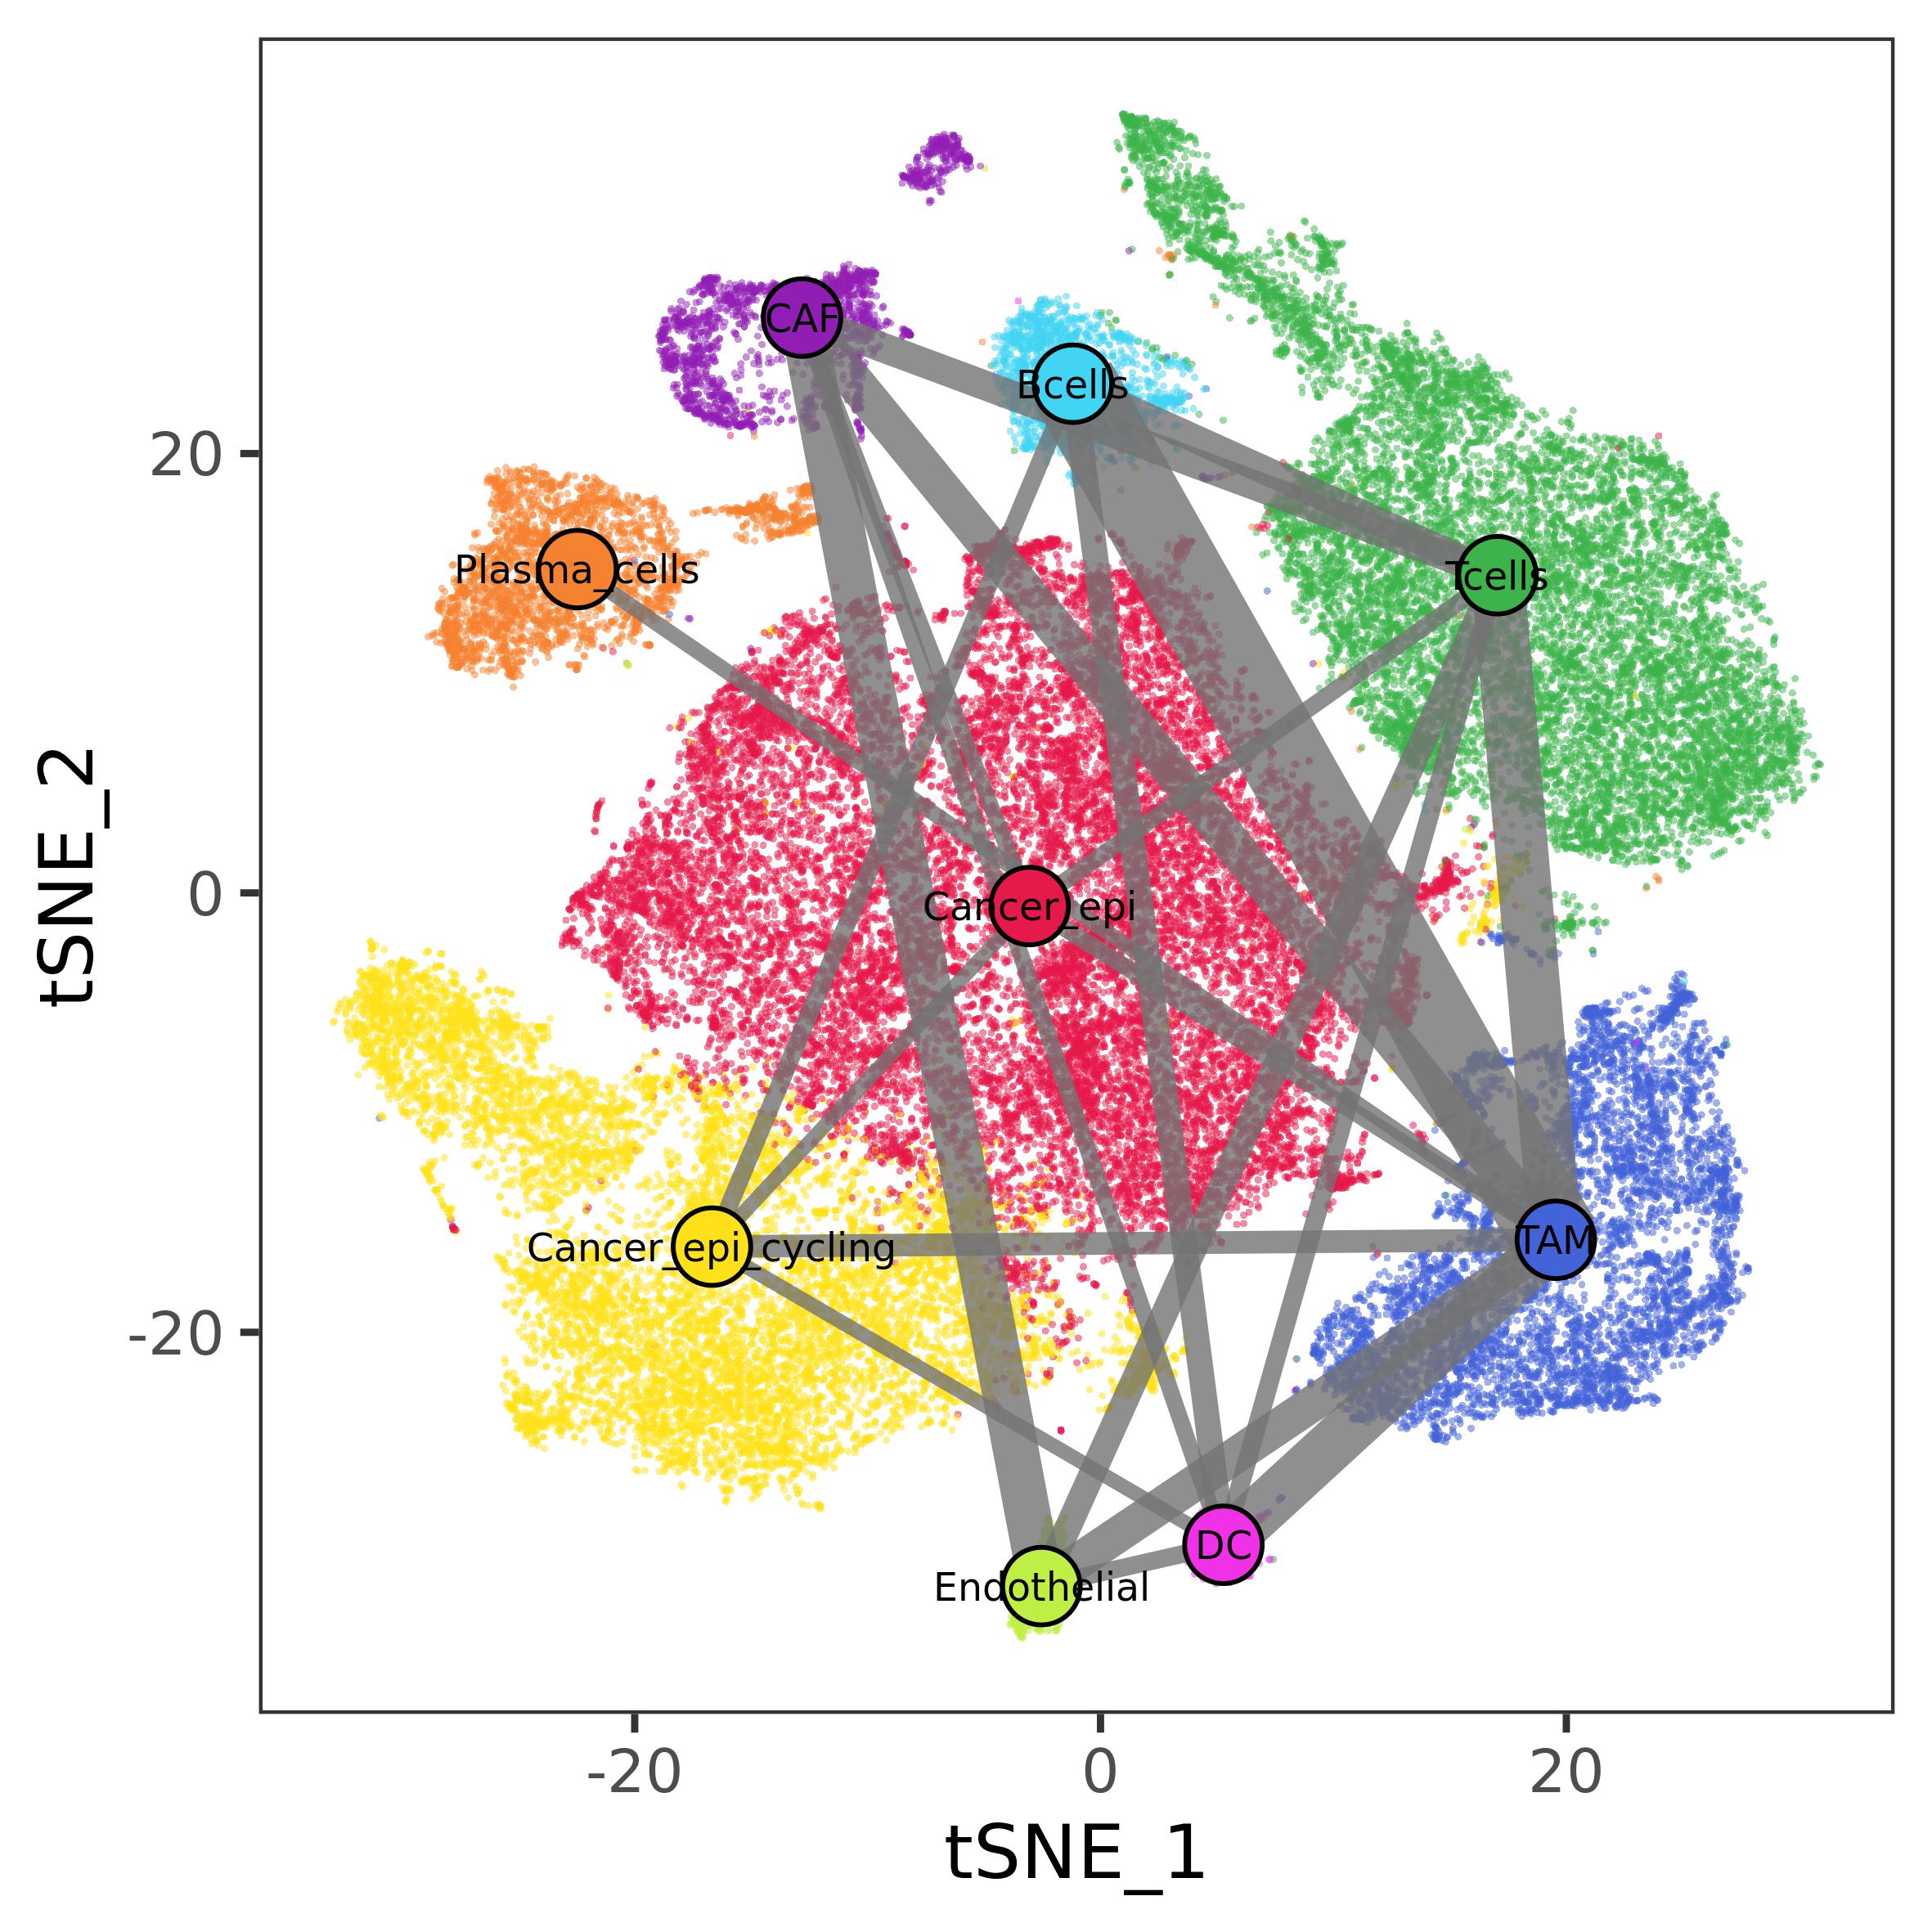 CAF
Bcells
20
Plasma_cells
Tcells
tSNE_2
0
Cancer_epi
Cancer_epi_cycling
TAM
-20
DC
Endothelial
-20
0
20
tSNE_1